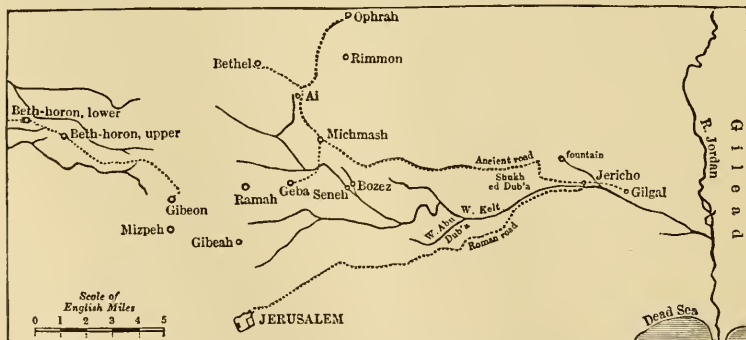 Ophrah
Rimmon
Bethel
Ai
Beth-horon, lower
Beth-horon, upper
Michmash
Ancient road
fountain
Shukh
ed Dub'a
Jericho
Gilgal
R. Jordan
Gilead
Geba
Seneh
Bozez
Ramah
Gibeon
Mizpeh
Gibeah
W. Kelt
W. Abu
Dub'a
Roman road
Scale of
English Miles
0 1 2 3 4 5
JERUSALEM
Dead Sea